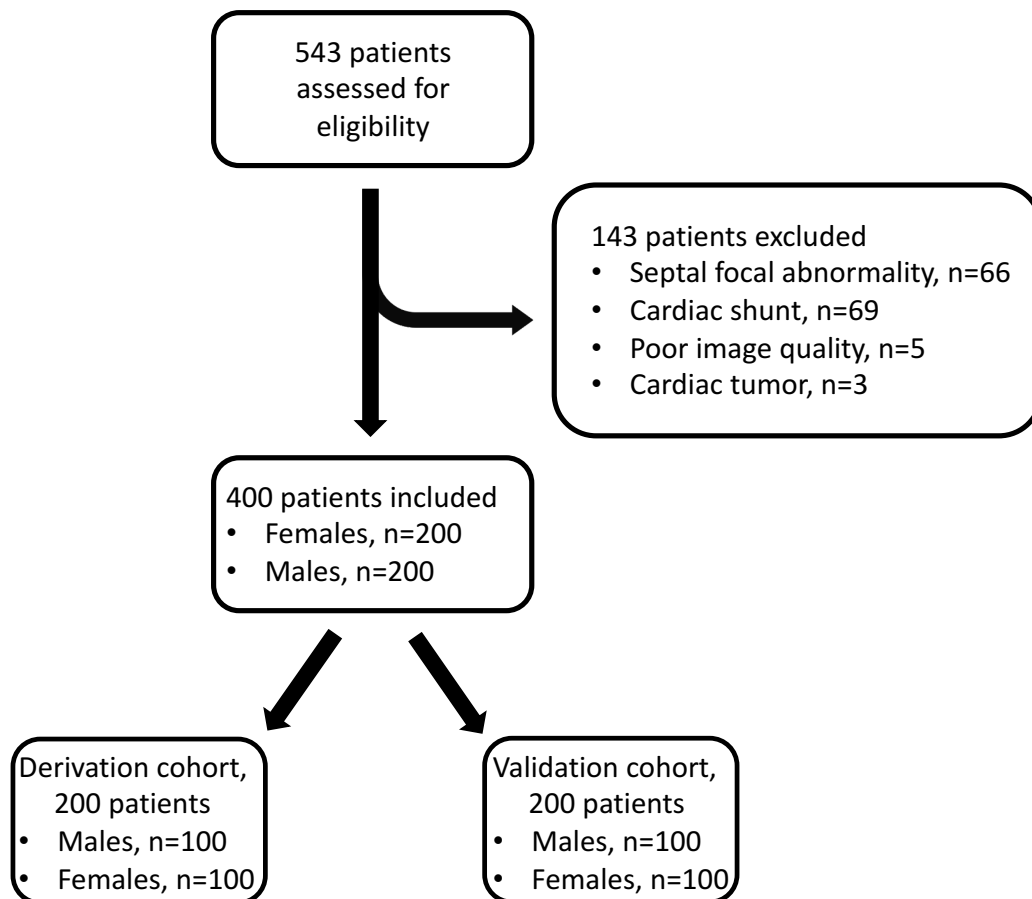 543 patients
assessed for
eligibility
143 patients excluded
• Septal focal abnormality, n=66
• Cardiac shunt, n=69
• Poor image quality, n=5
• Cardiac tumor, n=3
400 patients included
• Females, n=200
• Males, n=200
Derivation cohort,
200 patients
• Males, n=100
• Females, n=100
Validation cohort,
200 patients
• Males, n=100
• Females, n=100